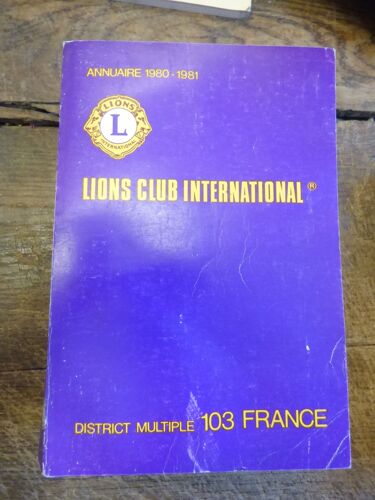 ANNUAIRE 1980-1981
LIONS
L
INTERNATIONAL
LIONS CLUB INTERNATIONAL ®
DISTRICT MULTIPLE 103 FRANCE